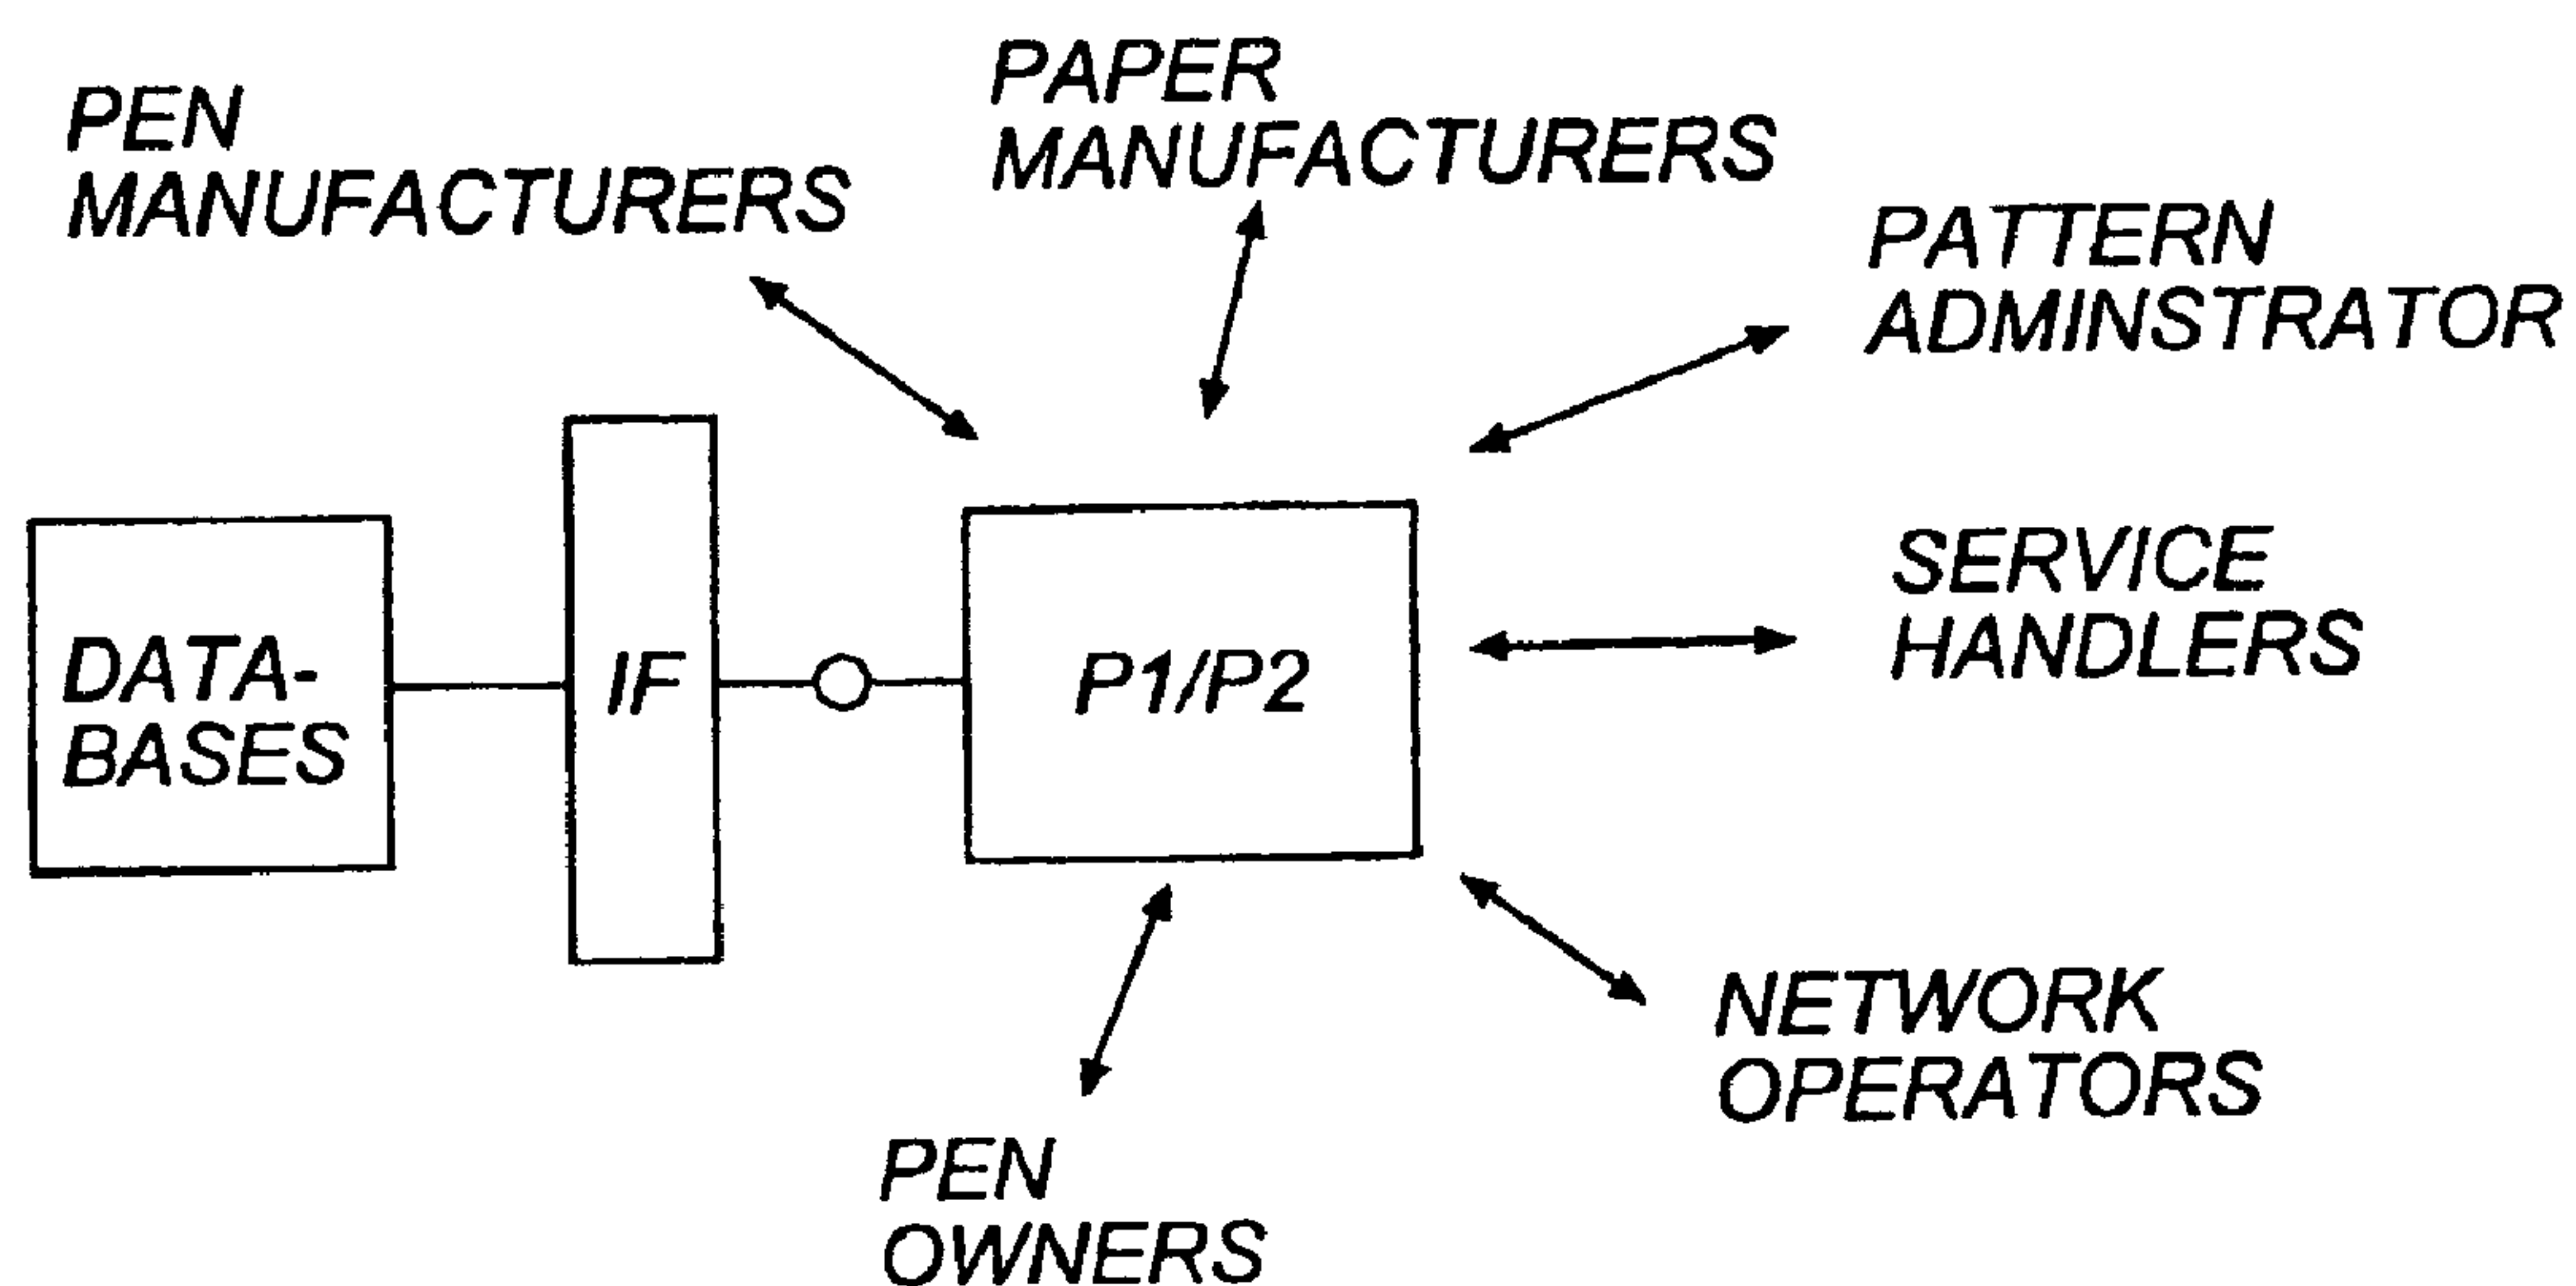 PEN
MANUFACTURERS
PAPER
MANUFACTURERS
PATTERN
ADMINSTRATOR
DATA-
BASES
IF
P1/P2
SERVICE
HANDLERS
NETWORK
OPERATORS
PEN
OWNERS